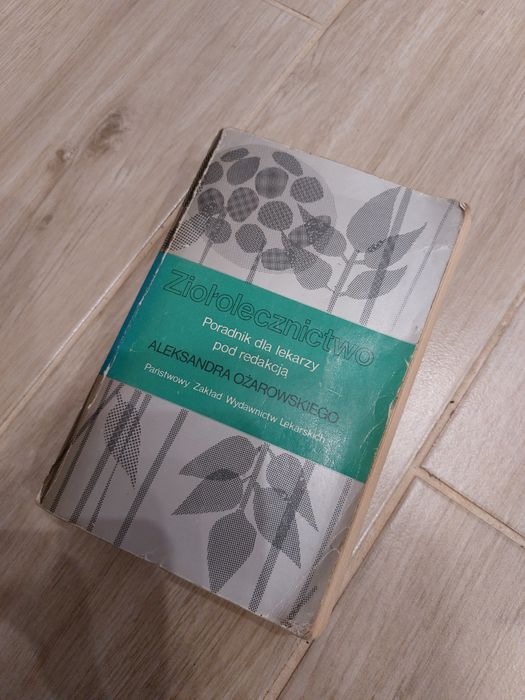 Ziołolecznictwo
Poradnik dla lekarzy
pod redakcją
ALEKSANDRA OŻAROWSKIEGO
Państwowy Zakład Wydawnictw Lekarskich